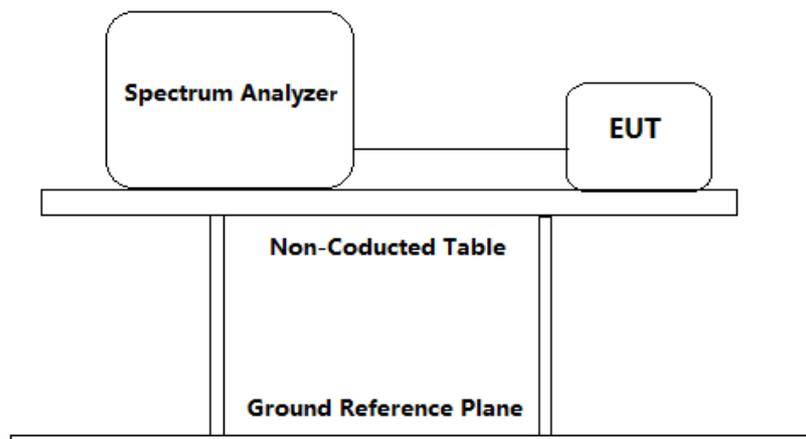 Spectrum Analyzer
EUT
Non-Coducted Table
Ground Reference Plane